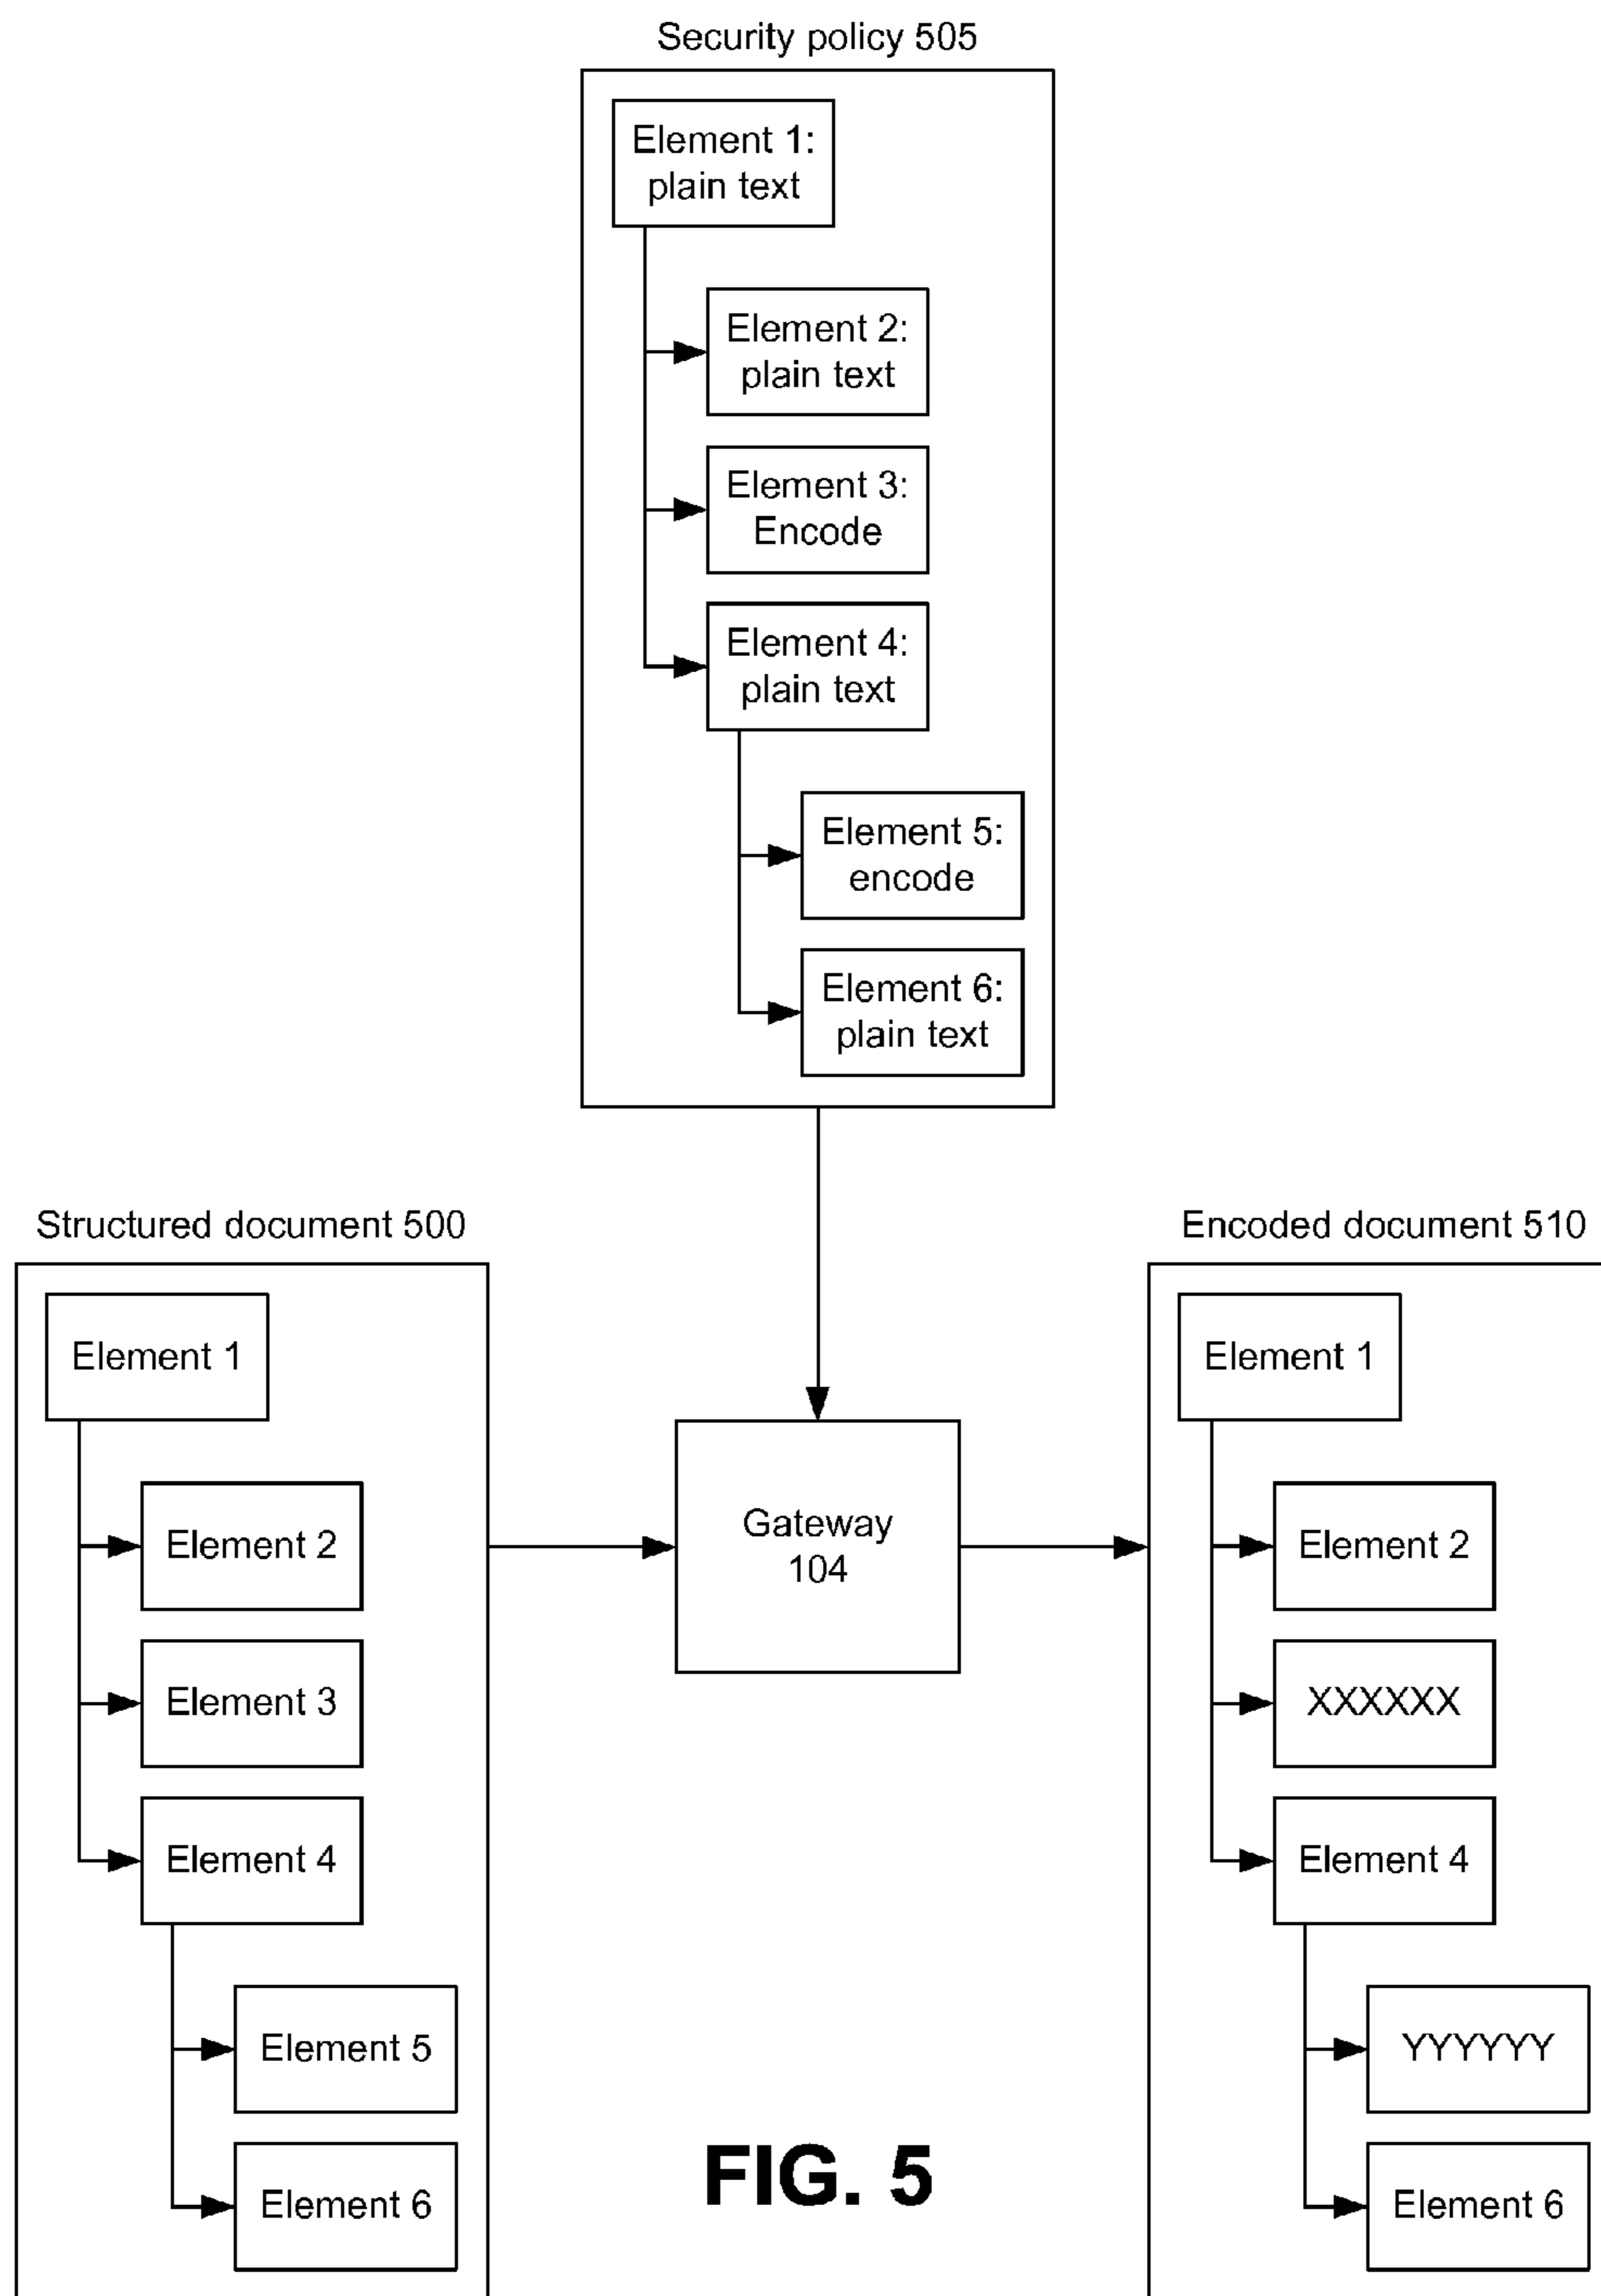 Security policy 505
Element 1:
plain text
Element 2:
plain text
Element 3:
Encode
Element 4:
plain text
Element 5:
encode
Element 6:
plain text
Structured document 500
Element 1
Element 2
Element 3
Element 4
Element 5
Element 6
Gateway
104
Encoded document 510
Element 1
Element 2
XXXXXX
Element 4
YYYYYY
Element 6
FIG. 5